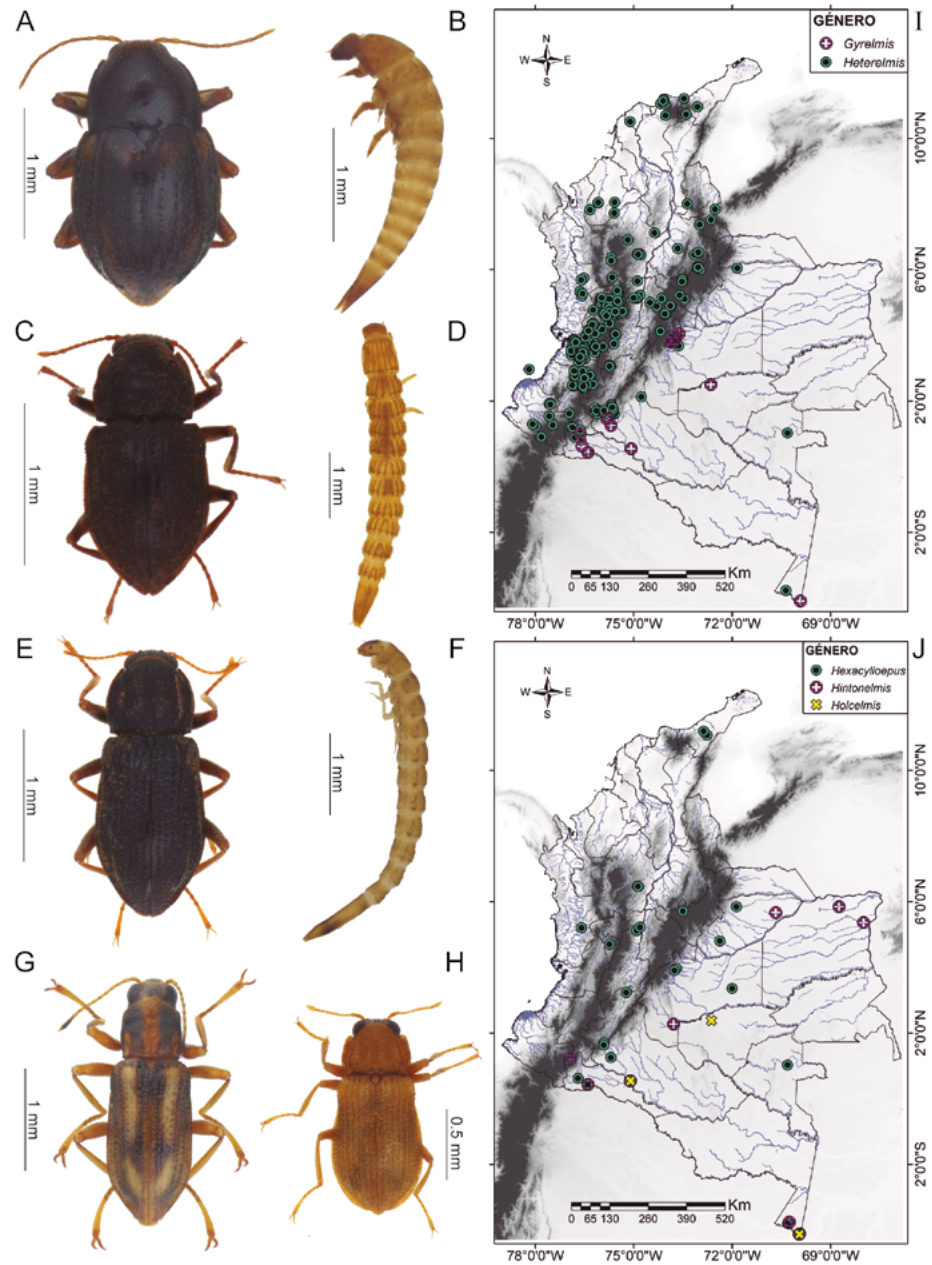 A
1 mm
B
1 mm
C
1 mm
D
1 mm
E
1 mm
F
1 mm
G
1 mm
H
0.5 mm
I
GÉNERO
Gyrelmis
Heterelmis
N
W E
S
10°0'0"N
6°0'0"N
2°0'0"N
2°0'0"S
Km
0 65 130 260 390 520
78°0'0"W 75°0'0"W 72°0'0"W 69°0'0"W
J
GÉNERO
Hexacylloepus
Hintonelmis
Holcelmis
N
W E
S
10°0'0"N
6°0'0"N
2°0'0"N
2°0'0"S
Km
0 65 130 260 390 520
78°0'0"W 75°0'0"W 72°0'0"W 69°0'0"W